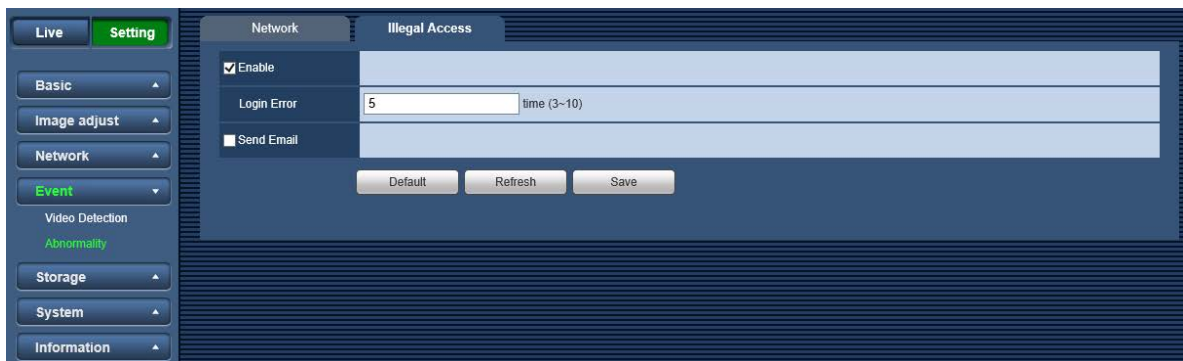 Live Setting
Basic
Image adjust
Network
Event
Video Detection
Abnormality
Storage
System
Information
Network Illegal Access
Enable
Login Error 5 time (3~10)
Send Email
Default Refresh Save